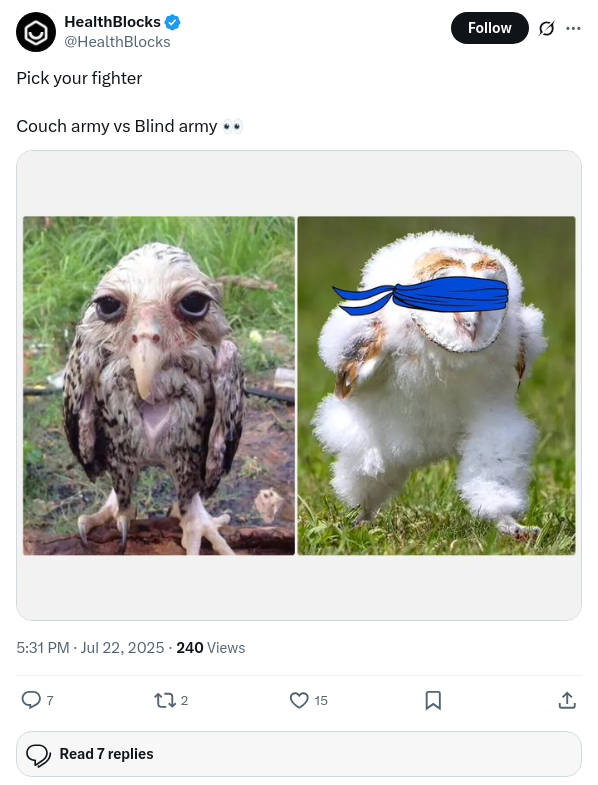 HealthBlocks
@HealthBlocks
Follow
Pick your fighter
Couch army vs Blind army 👀
5:31 PM · Jul 22, 2025 · 240 Views
7
2
15
Read 7 replies